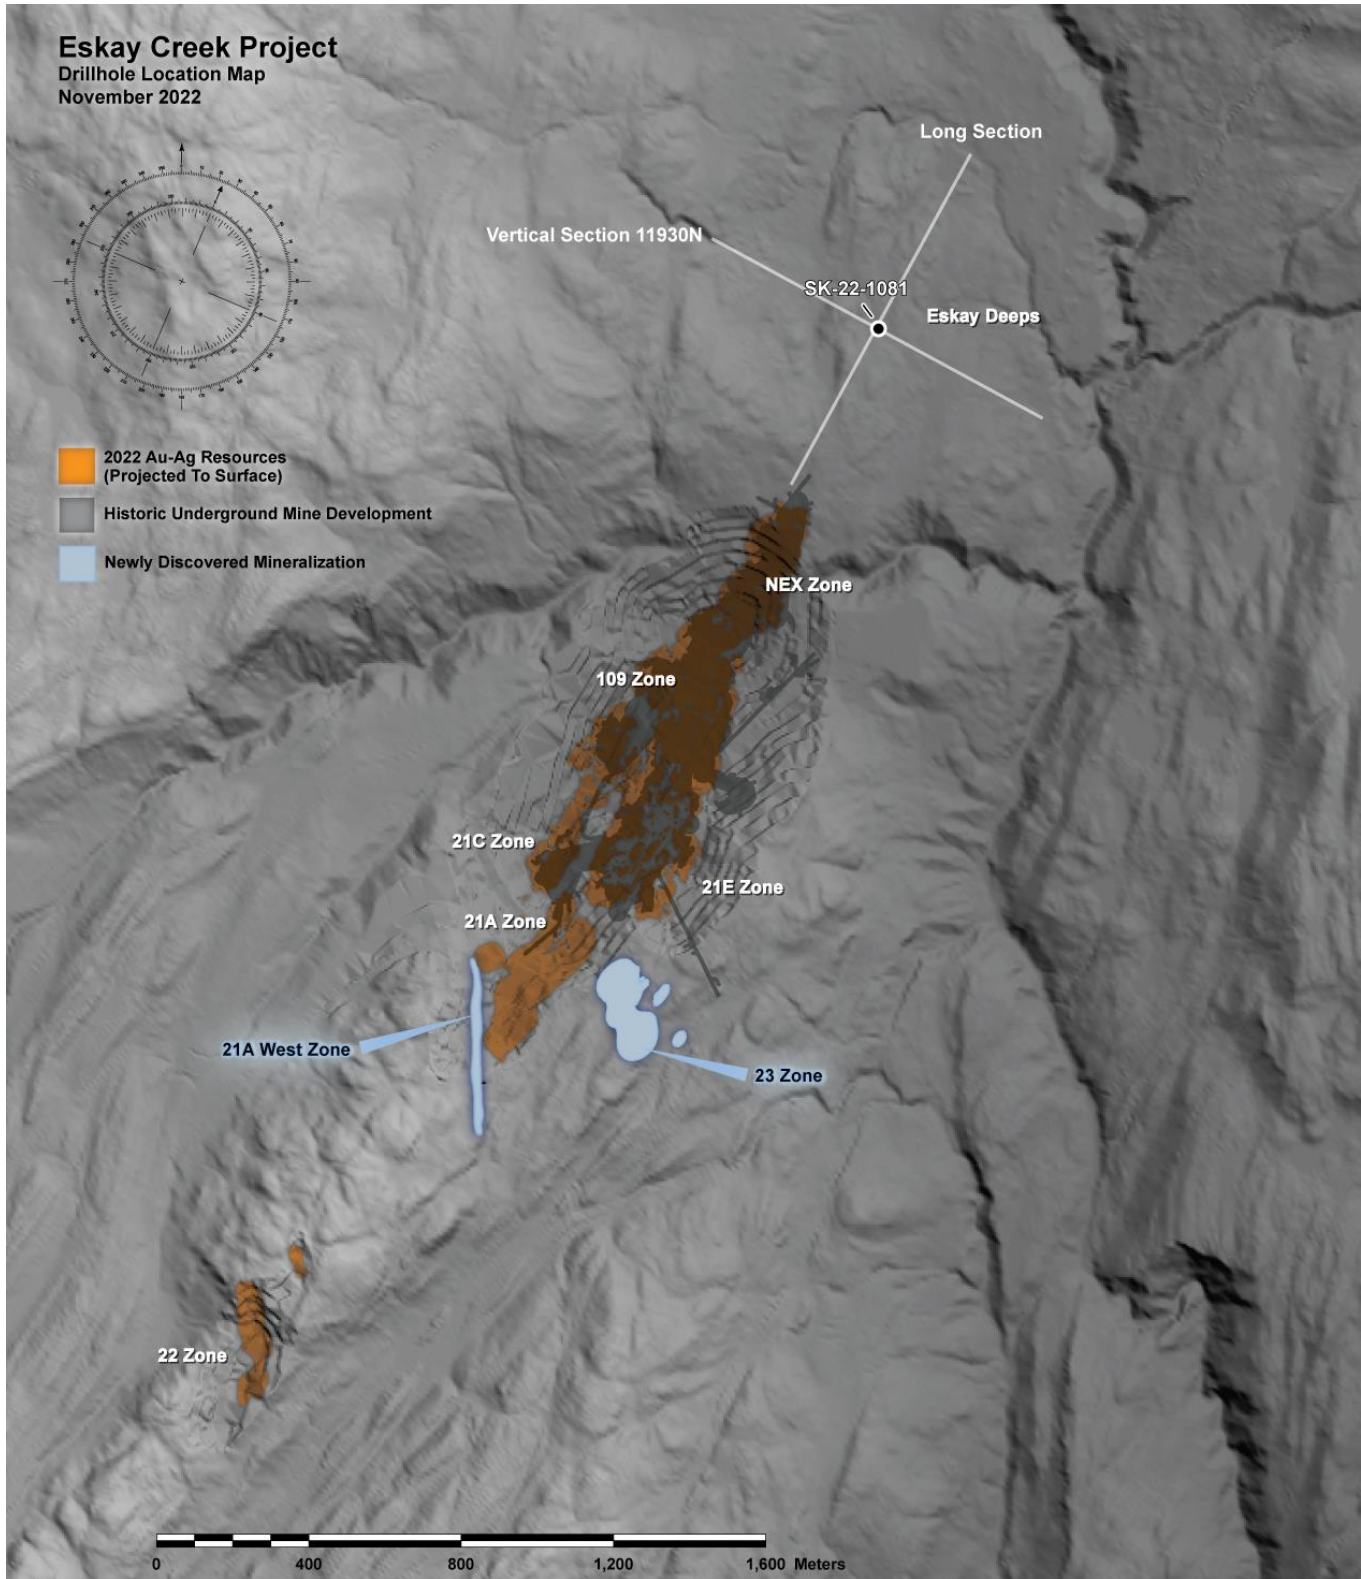 Eskay Creek Project
Drillhole Location Map
November 2022
Long Section
Vertical Section 11930N
SK-22-1081
Eskay Deeps
2022 Au-Ag Resources
(Projected To Surface)
Historic Underground Mine Development
Newly Discovered Mineralization
NEX Zone
109 Zone
21C Zone
21E Zone
21A Zone
21A West Zone
23 Zone
22 Zone
0 400 800 1,200 1,600 Meters